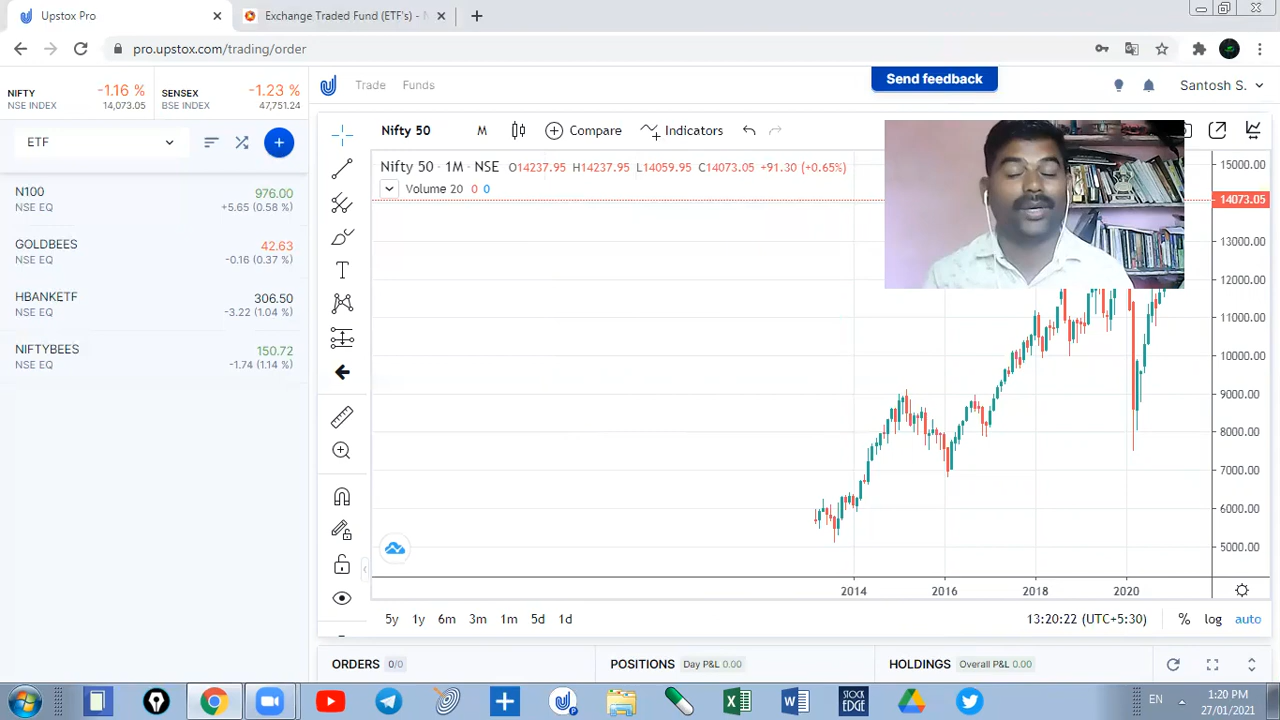 Upstox Pro
Exchange Traded Fund (ETF's) - N
pro.upstox.com/trading/order
NIFTY
-1.16 %
NSE INDEX
14,073.05
SENSEX
-1.23 %
BSE INDEX
47,751.24
Trade
Funds
Send feedback
Santosh S.
ETF
N100
976.00
NSE EQ
+5.65 (0.58 %)
GOLDBEES
42.63
NSE EQ
-0.16 (0.37 %)
HBANKETF
306.50
NSE EQ
-3.22 (1.04 %)
NIFTYBEES
150.72
NSE EQ
-1.74 (1.14 %)
Nifty 50
M
Compare
Indicators
Nifty 50 · 1M · NSE O14237.95 H14237.95 L14059.95 C14073.05 +91.30 (+0.65%)
Volume 20 0 0
15000.00
14073.05
13000.00
12000.00
11000.00
10000.00
9000.00
8000.00
7000.00
6000.00
5000.00
2014 2016 2018 2020
5y 1y 6m 3m 1m 5d 1d
13:20:22 (UTC+5:30)
% log auto
ORDERS 0/0
POSITIONS Day P&L 0.00
HOLDINGS Overall P&L 0.00
STOCK
EDGE
EN
1:20 PM
27/01/2021